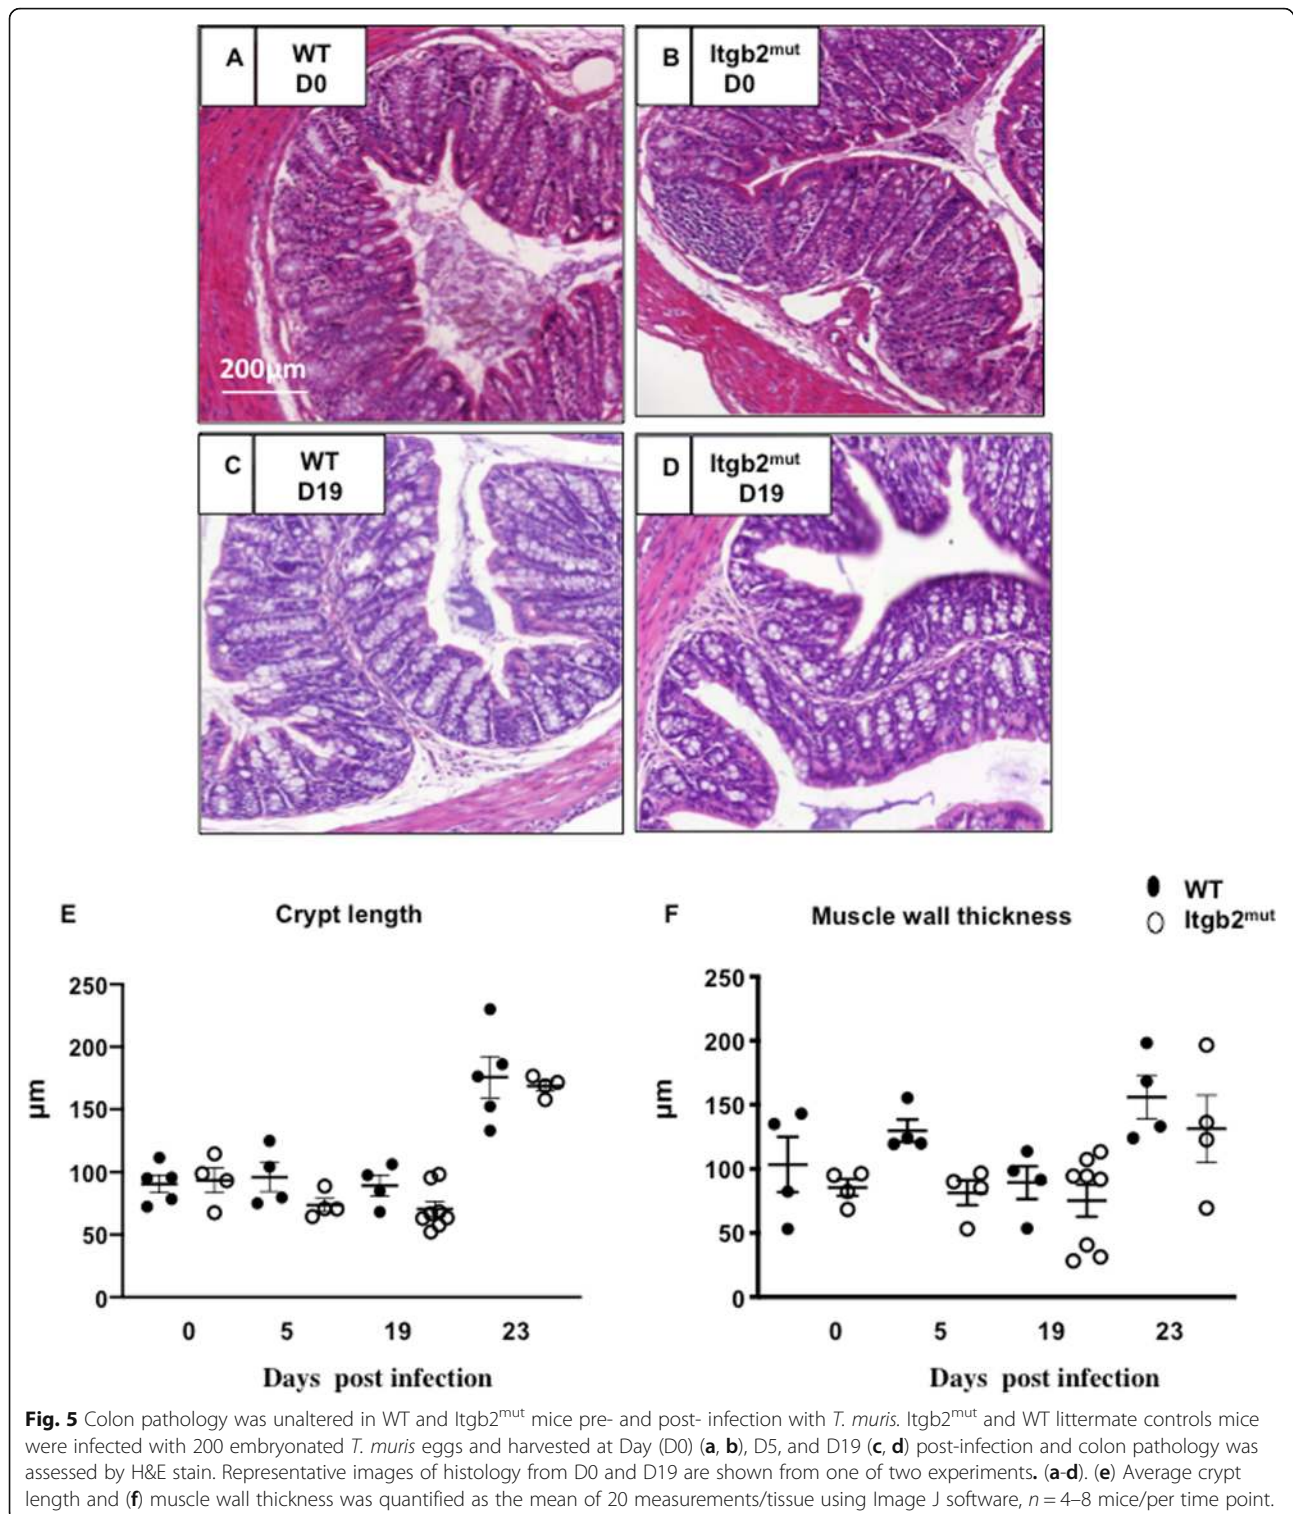 A WT D0
B Itgb2mut D0
200µm
C WT D19
D Itgb2mut D19
WT
Itgb2mut
E Crypt length
F Muscle wall thickness
µm
250
200
150
100
50
0
0 5 19 23
Days post infection
µm
250
200
150
100
50
0
0 5 19 23
Days post infection
Fig. 5 Colon pathology was unaltered in WT and Itgb2mut mice pre- and post- infection with T. muris. Itgb2mut and WT littermate controls mice
were infected with 200 embryonated T. muris eggs and harvested at Day (D0) (a, b), D5, and D19 (c, d) post-infection and colon pathology was
assessed by H&E stain. Representative images of histology from D0 and D19 are shown from one of two experiments. (a-d). (e) Average crypt
length and (f) muscle wall thickness was quantified as the mean of 20 measurements/tissue using Image J software, n = 4–8 mice/per time point.